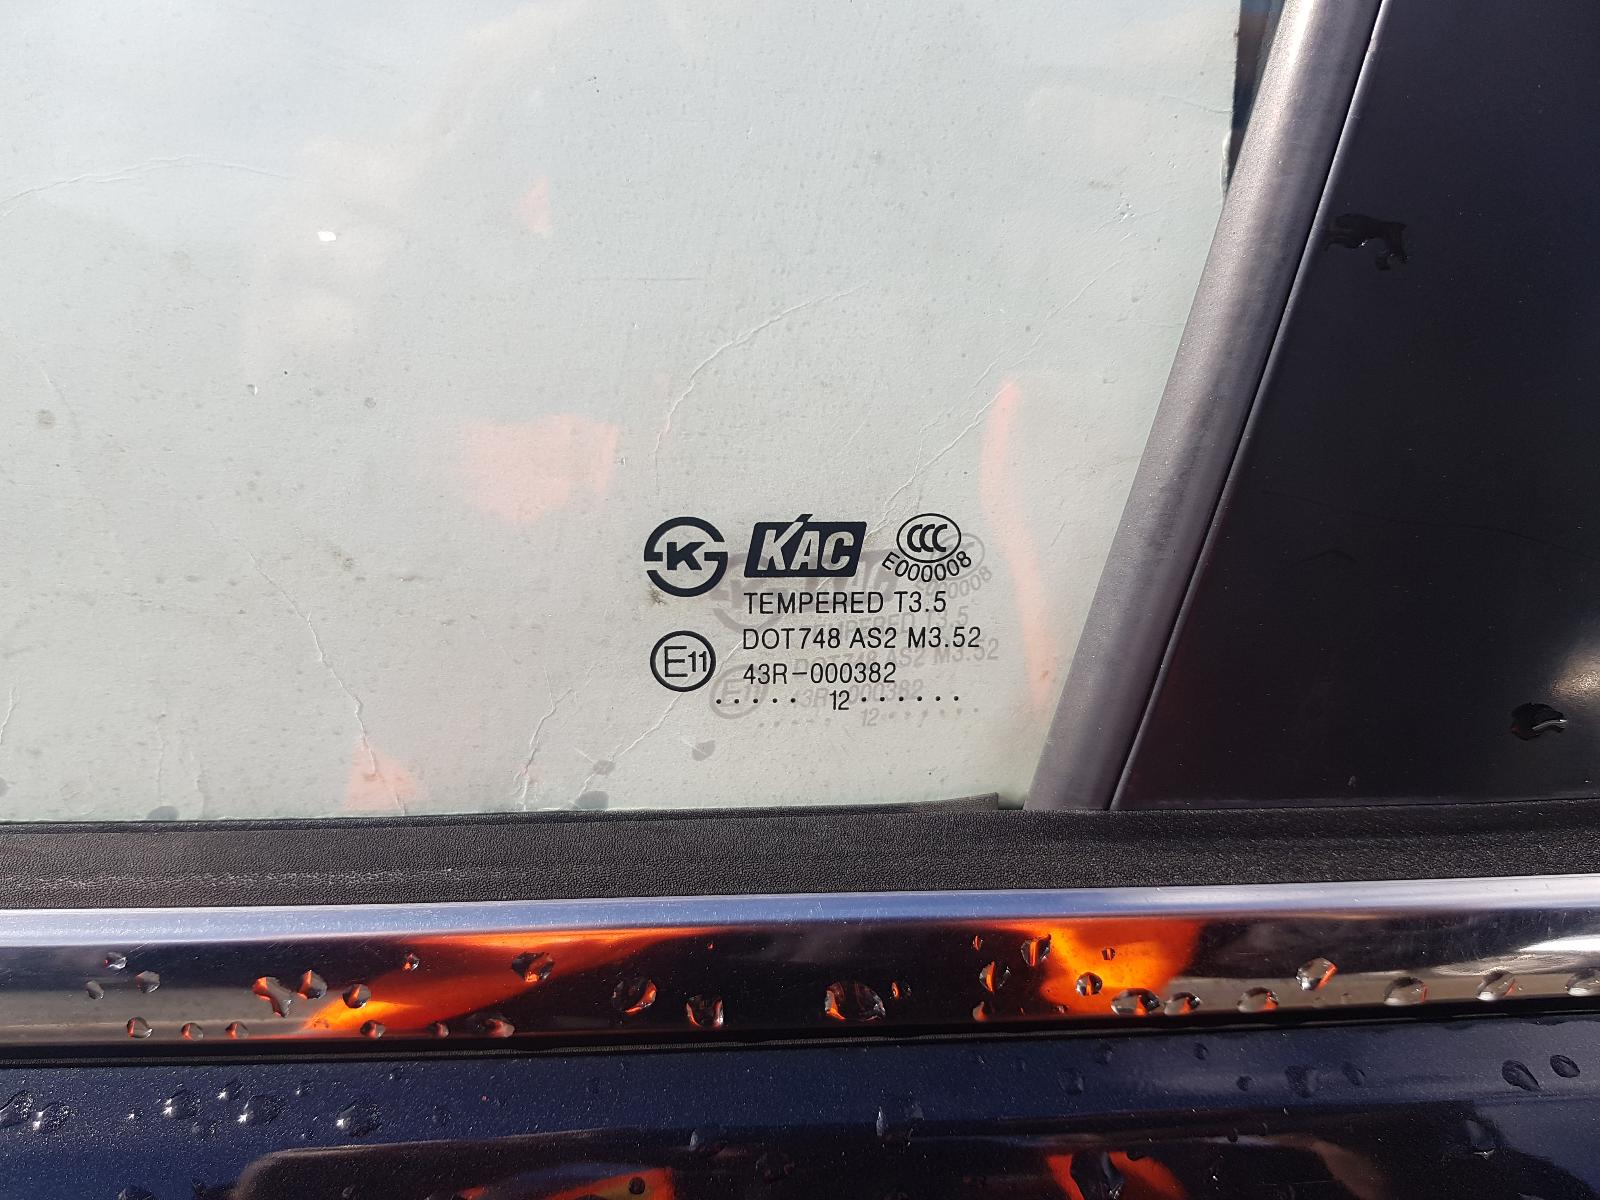 K KAC CCC
E000008
TEMPERED T3.5
DOT748 AS2 M3.52
E11 43R-000382
. . . . . 12 . . . . . .